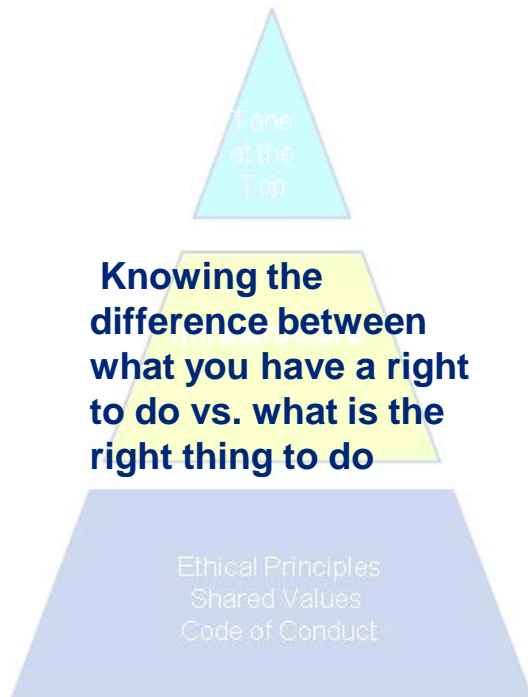 Tone
at the
Top
Knowing the
difference between
what you have a right
to do vs. what is the
right thing to do
Ethical Principles
Shared Values
Code of Conduct